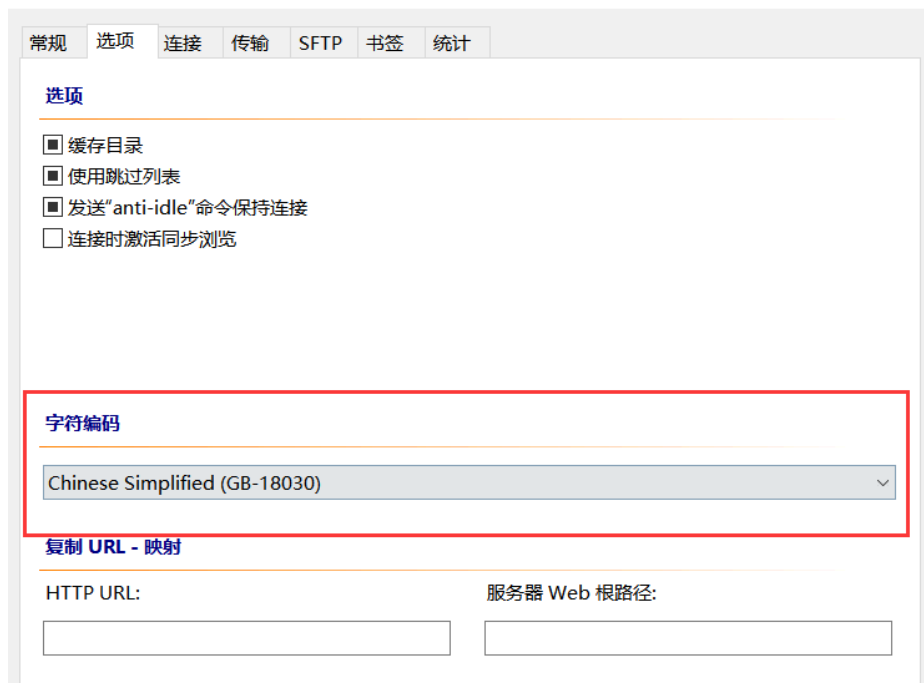 常规 选项 连接 传输 SFTP 书签 统计
选项
缓存目录
使用跳过列表
发送“anti-idle”命令保持连接
连接时激活同步浏览
字符编码
Chinese Simplified (GB-18030)
复制 URL - 映射
HTTP URL: 服务器 Web 根路径: